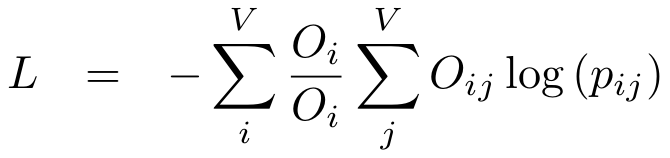 L = - \sum_{i}^{V} \frac{O_i}{O_i} \sum_{j}^{V} O_{ij} \log (p_{ij})